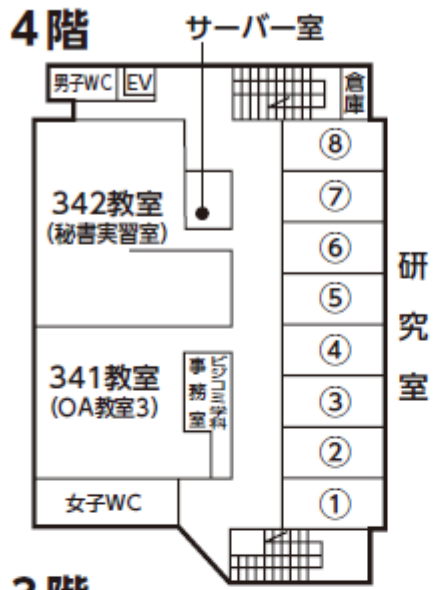 4階
サーバー室
男子WC
EV
倉庫
⑧
342教室
(秘書実習室)
⑦
⑥
研究室
⑤
④
341教室
(OA教室3)
ビジコミ学科
事務室
③
②
女子WC
①
3階